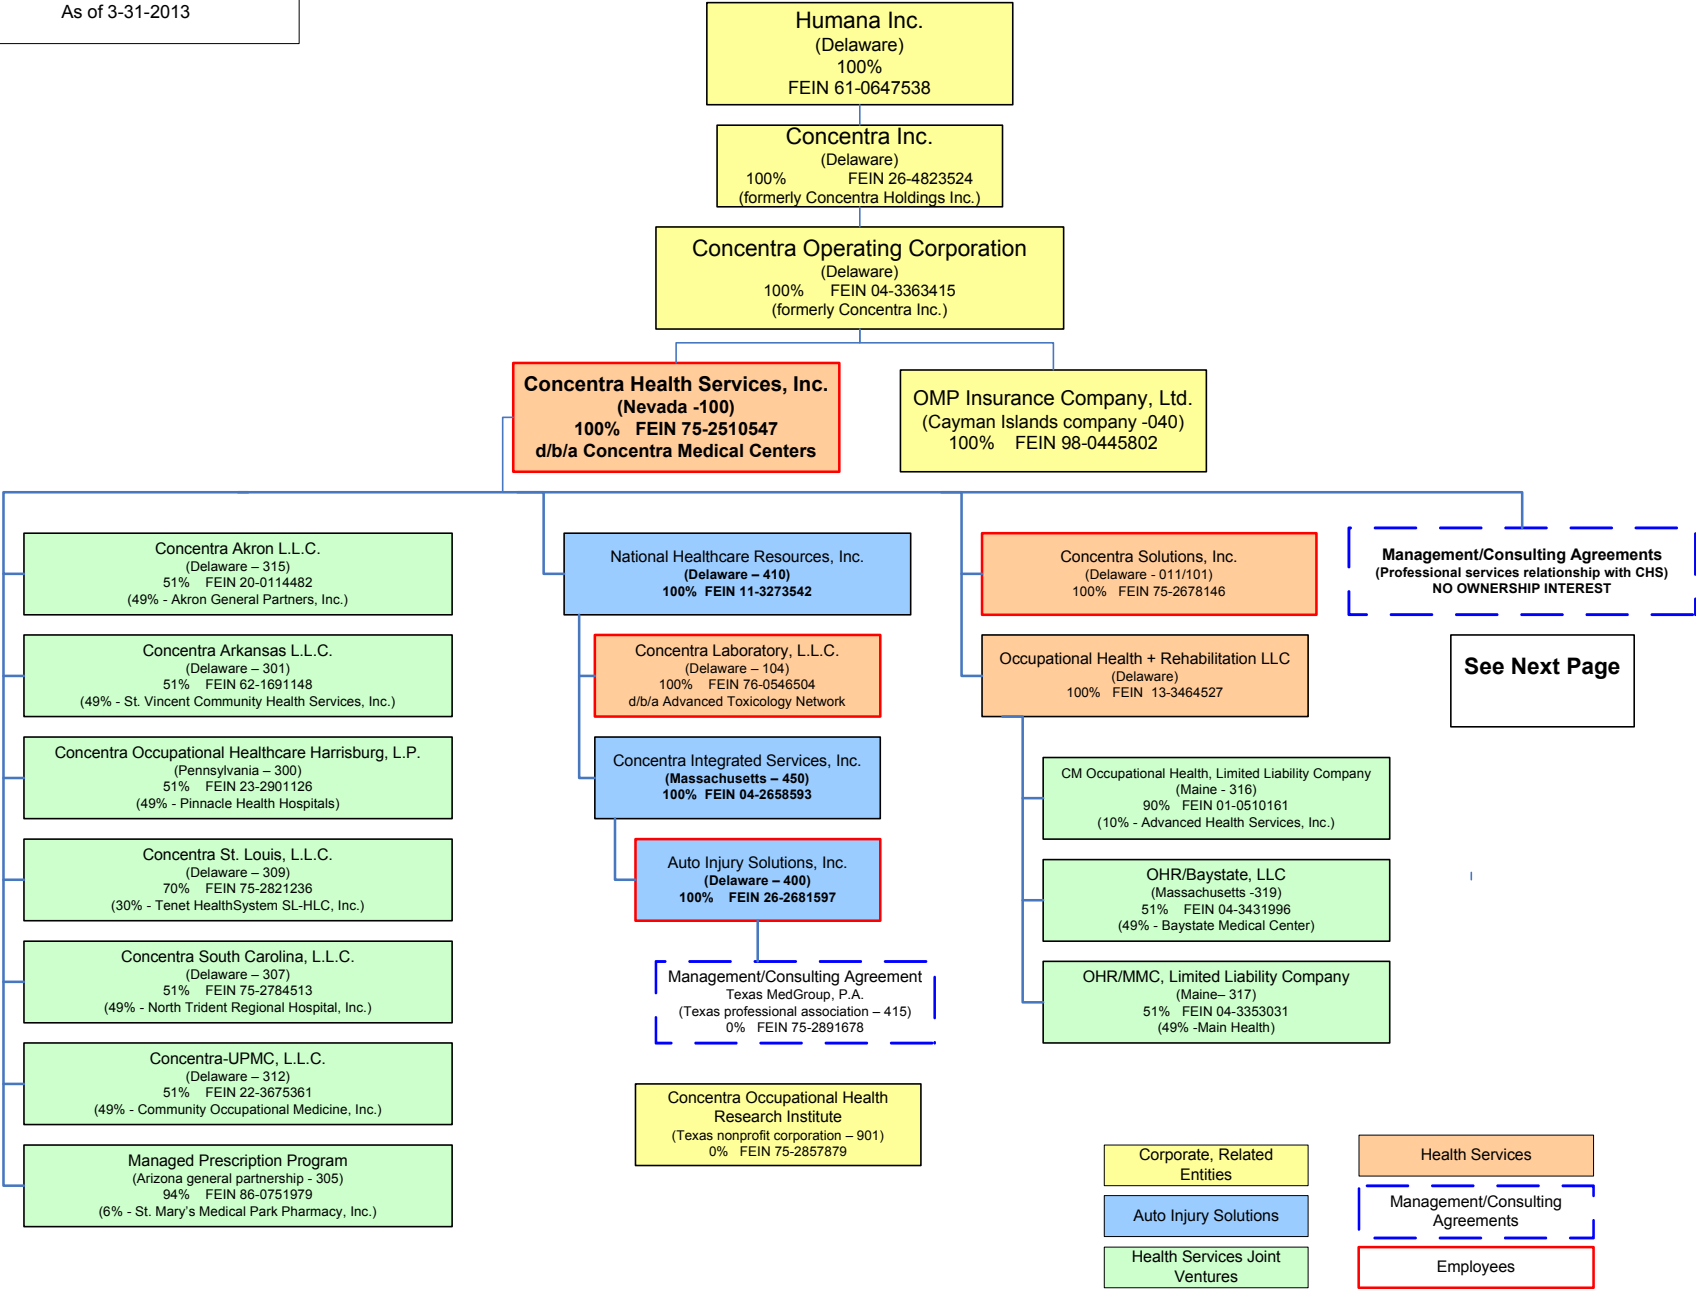 As of 3-31-2013
Humana Inc.
(Delaware)
100%
FEIN 61-0647538
Concentra Inc.
(Delaware)
100% FEIN 26-4823524
(formerly Concentra Holdings Inc.)
Concentra Operating Corporation
(Delaware)
100% FEIN 04-3363415
(formerly Concentra Inc.)
Concentra Health Services, Inc.
(Nevada -100)
100% FEIN 75-2510547
d/b/a Concentra Medical Centers
OMP Insurance Company, Ltd.
(Cayman Islands company -040)
100% FEIN 98-0445802
Concentra Akron L.L.C.
(Delaware – 315)
51% FEIN 20-0114482
(49% - Akron General Partners, Inc.)
Concentra Arkansas L.L.C.
(Delaware – 301)
51% FEIN 62-1691148
(49% - St. Vincent Community Health Services, Inc.)
Concentra Occupational Healthcare Harrisburg, L.P.
(Pennsylvania – 300)
51% FEIN 23-2901126
(49% - Pinnacle Health Hospitals)
Concentra St. Louis, L.L.C.
(Delaware – 309)
70% FEIN 75-2821236
(30% - Tenet HealthSystem SL-HLC, Inc.)
Concentra South Carolina, L.L.C.
(Delaware – 307)
51% FEIN 75-2784513
(49% - North Trident Regional Hospital, Inc.)
Concentra-UPMC, L.L.C.
(Delaware – 312)
51% FEIN 22-3675361
(49% - Community Occupational Medicine, Inc.)
Managed Prescription Program
(Arizona general partnership - 305)
94% FEIN 86-0751979
(6% - St. Mary's Medical Park Pharmacy, Inc.)
National Healthcare Resources, Inc.
(Delaware – 410)
100% FEIN 11-3273542
Concentra Laboratory, L.L.C.
(Delaware – 104)
100% FEIN 76-0546504
d/b/a Advanced Toxicology Network
Concentra Integrated Services, Inc.
(Massachusetts – 450)
100% FEIN 04-2658593
Auto Injury Solutions, Inc.
(Delaware – 400)
100% FEIN 26-2681597
Management/Consulting Agreement
Texas MedGroup, P.A.
(Texas professional association – 415)
0% FEIN 75-2891678
Concentra Occupational Health
Research Institute
(Texas nonprofit corporation – 901)
0% FEIN 75-2857879
Concentra Solutions, Inc.
(Delaware - 011/101)
100% FEIN 75-2678146
Occupational Health + Rehabilitation LLC
(Delaware)
100% FEIN 13-3464527
CM Occupational Health, Limited Liability Company
(Maine - 316)
90% FEIN 01-0510161
(10% - Advanced Health Services, Inc.)
OHR/Baystate, LLC
(Massachusetts -319)
51% FEIN 04-3431996
(49% - Baystate Medical Center)
OHR/MMC, Limited Liability Company
(Maine– 317)
51% FEIN 04-3353031
(49% -Main Health)
Management/Consulting Agreements
(Professional services relationship with CHS)
NO OWNERSHIP INTEREST
See Next Page
Corporate, Related
Entities
Auto Injury Solutions
Health Services Joint
Ventures
Health Services
Management/Consulting
Agreements
Employees